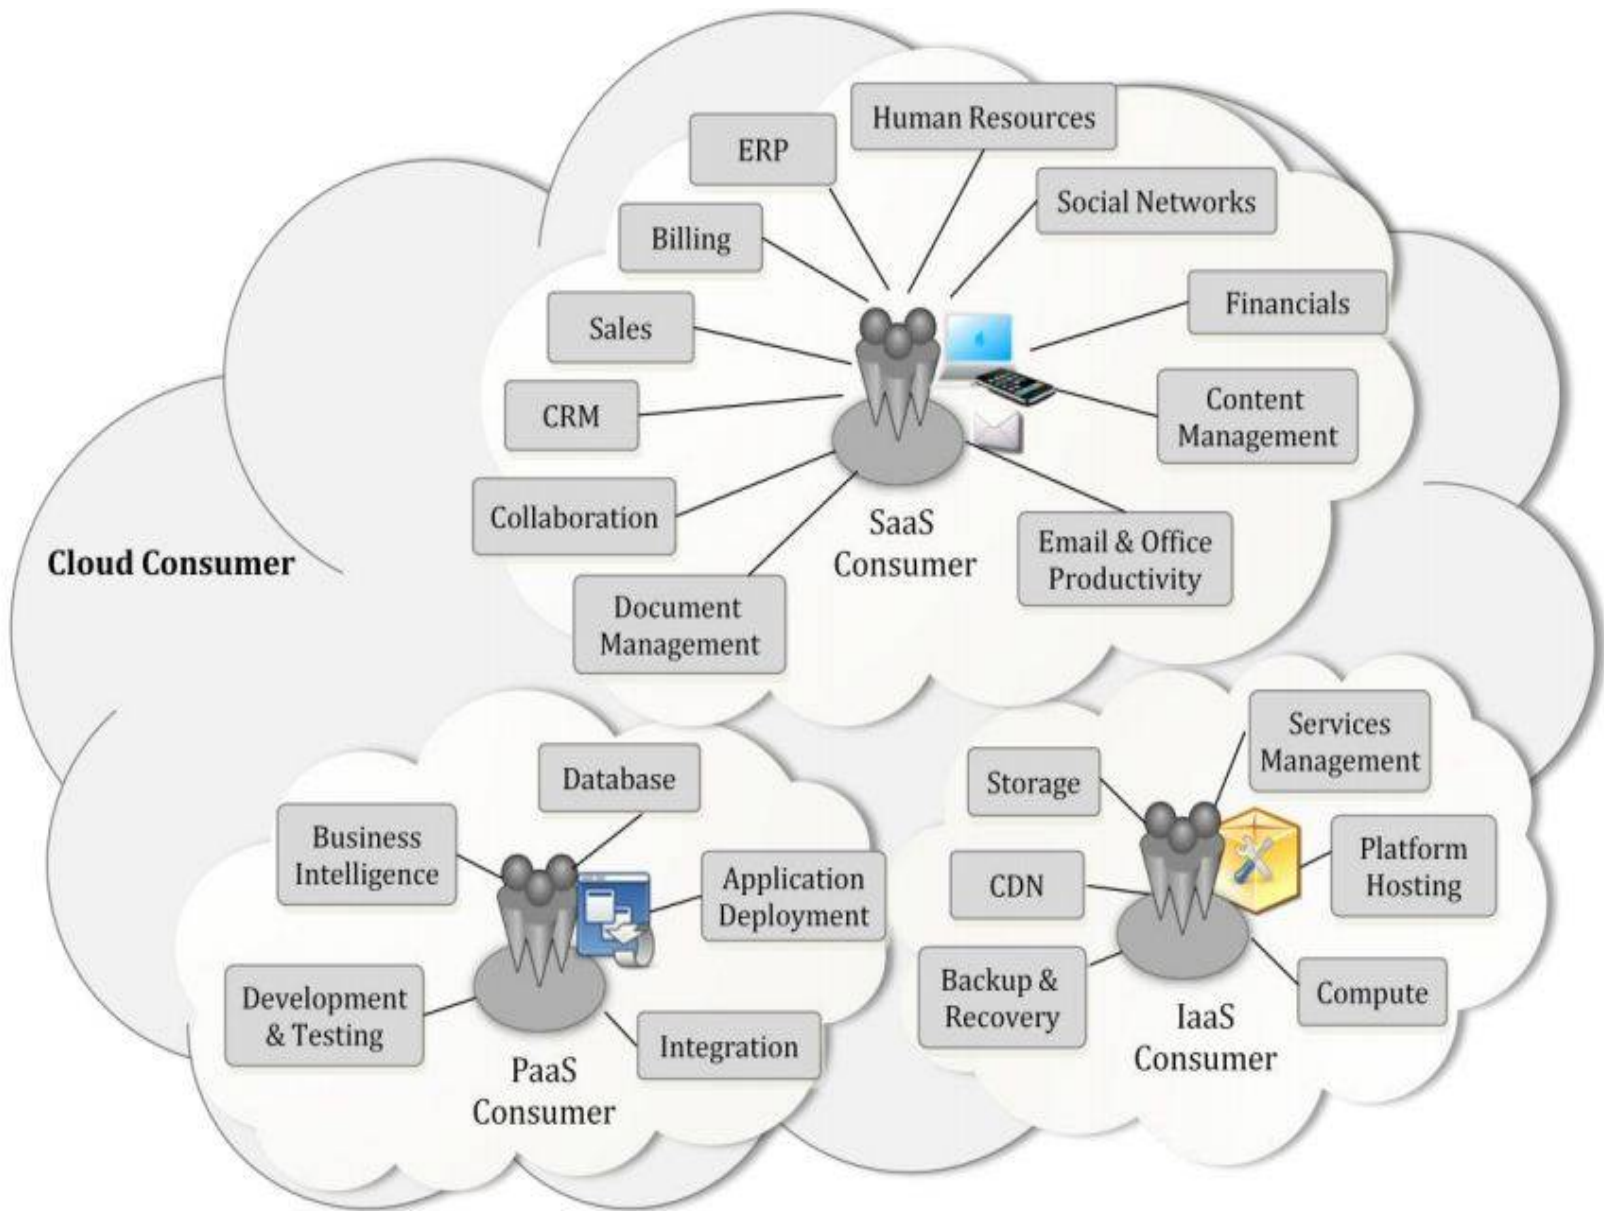 Human Resources
ERP
Social Networks
Billing
Financials
Sales
Content
Management
CRM
Collaboration
SaaS
Consumer
Email & Office
Productivity
Cloud Consumer
Document
Management
Services
Management
Database
Storage
Business
Intelligence
Platform
Hosting
Application
Deployment
CDN
Development
& Testing
Backup &
Recovery
Compute
Integration
IaaS
Consumer
PaaS
Consumer